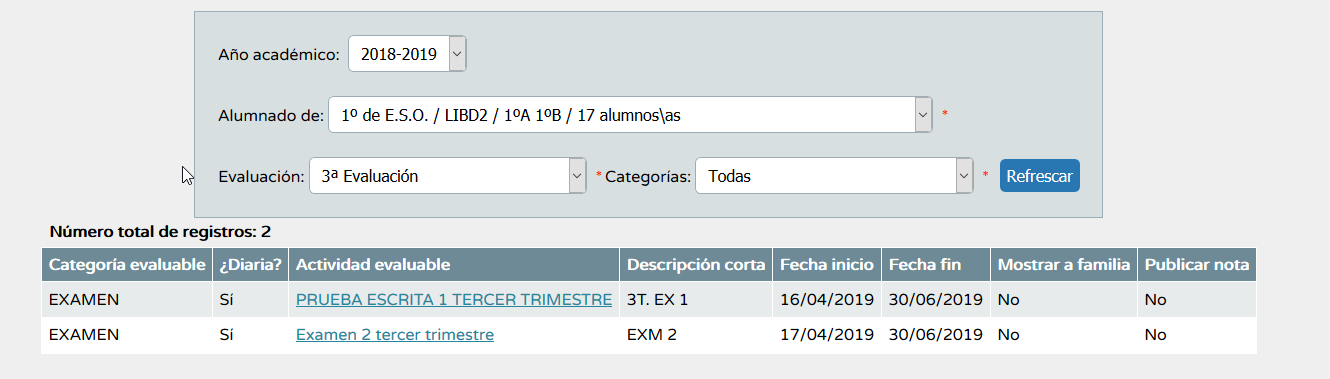 Año académico: 2018-2019
Alumnado de: 1º de E.S.O. / LIBD2 / 1ºA 1ºB / 17 alumnos\as *
Evaluación: 3ª Evaluación * Categorías: Todas * Refrescar
Número total de registros: 2
Categoría evaluable ¿Diaria? Actividad evaluable Descripción corta Fecha inicio Fecha fin Mostrar a familia Publicar nota
EXAMEN Sí PRUEBA ESCRITA 1 TERCER TRIMESTRE 3T. EX 1 16/04/2019 30/06/2019 No No
EXAMEN Sí Examen 2 tercer trimestre EXM 2 17/04/2019 30/06/2019 No No